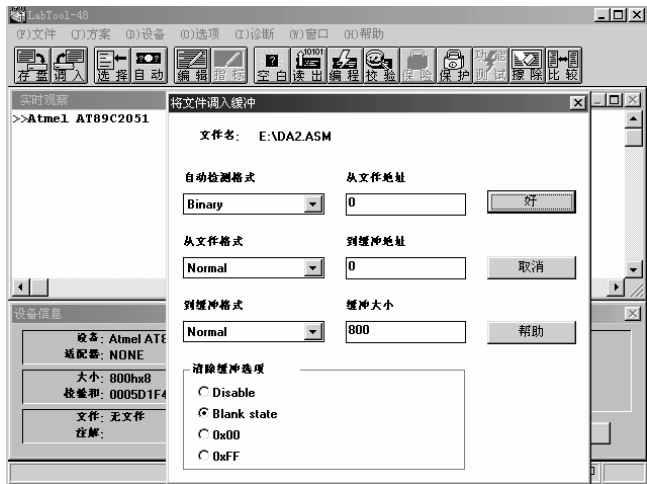 LabTool-48
(F)文件 (J)方案 (D)设备 (O)选项 (I)诊断 (W)窗口 (H)帮助
存盘 调入 选择 自动 编辑 指标 空白 读出 编程 校验 保险 保护 功能测试 擦除 比较
10101
实时观察
>>Atmel AT89C2051
将文件调入缓冲
文件名: E:\DA2.ASM
自动检测格式 从文件地址
Binary 0 好
从文件格式 到缓冲地址
Normal 0 取消
到缓冲格式 缓冲大小
Normal 800 帮助
清除缓冲选项
Disable
Blank state
0x00
0xFF
设备信息
设备: Atmel AT8
适配器: NONE
大小: 800hx8
校验和: 0005D1F4
文件: 无文件
注解: